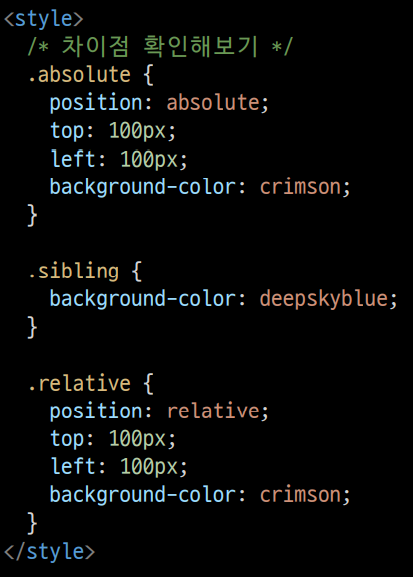 <style>
  /* 차이점 확인해보기 */
  .absolute {
    position: absolute;
    top: 100px;
    left: 100px;
    background-color: crimson;
  }

  .sibling {
    background-color: deepskyblue;
  }

  .relative {
    position: relative;
    top: 100px;
    left: 100px;
    background-color: crimson;
  }
</style>